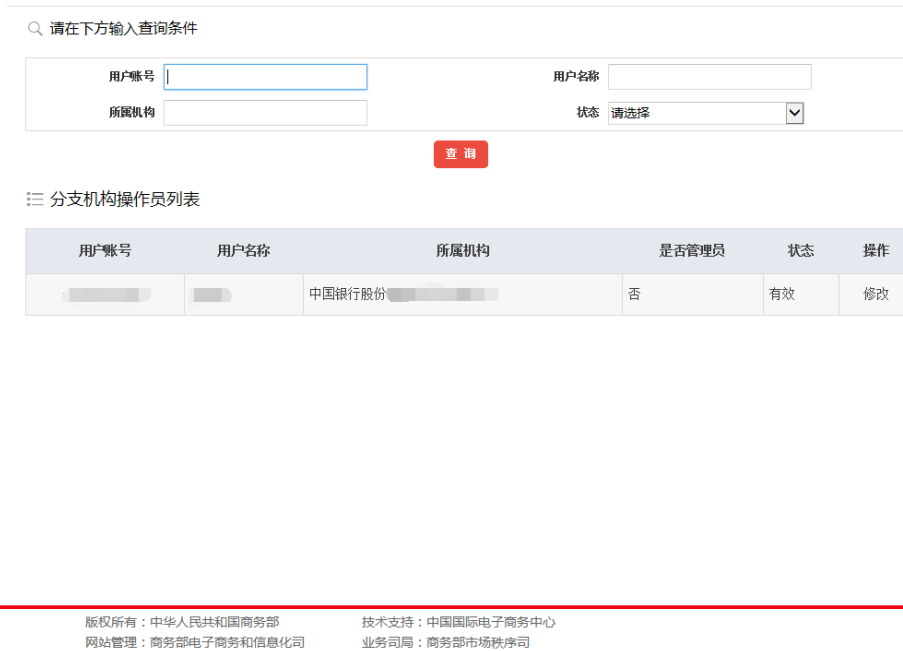 请在下方输入查询条件
用户账号 用户名称
所属机构 状态 请选择
查 询
分支机构操作员列表
用户账号 用户名称 所属机构 是否管理员 状态 操作
中国银行股份 否 有效 修改
版权所有：中华人民共和国商务部 技术支持：中国国际电子商务中心
网站管理：商务部电子商务和信息化司 业务司局：商务部市场秩序司